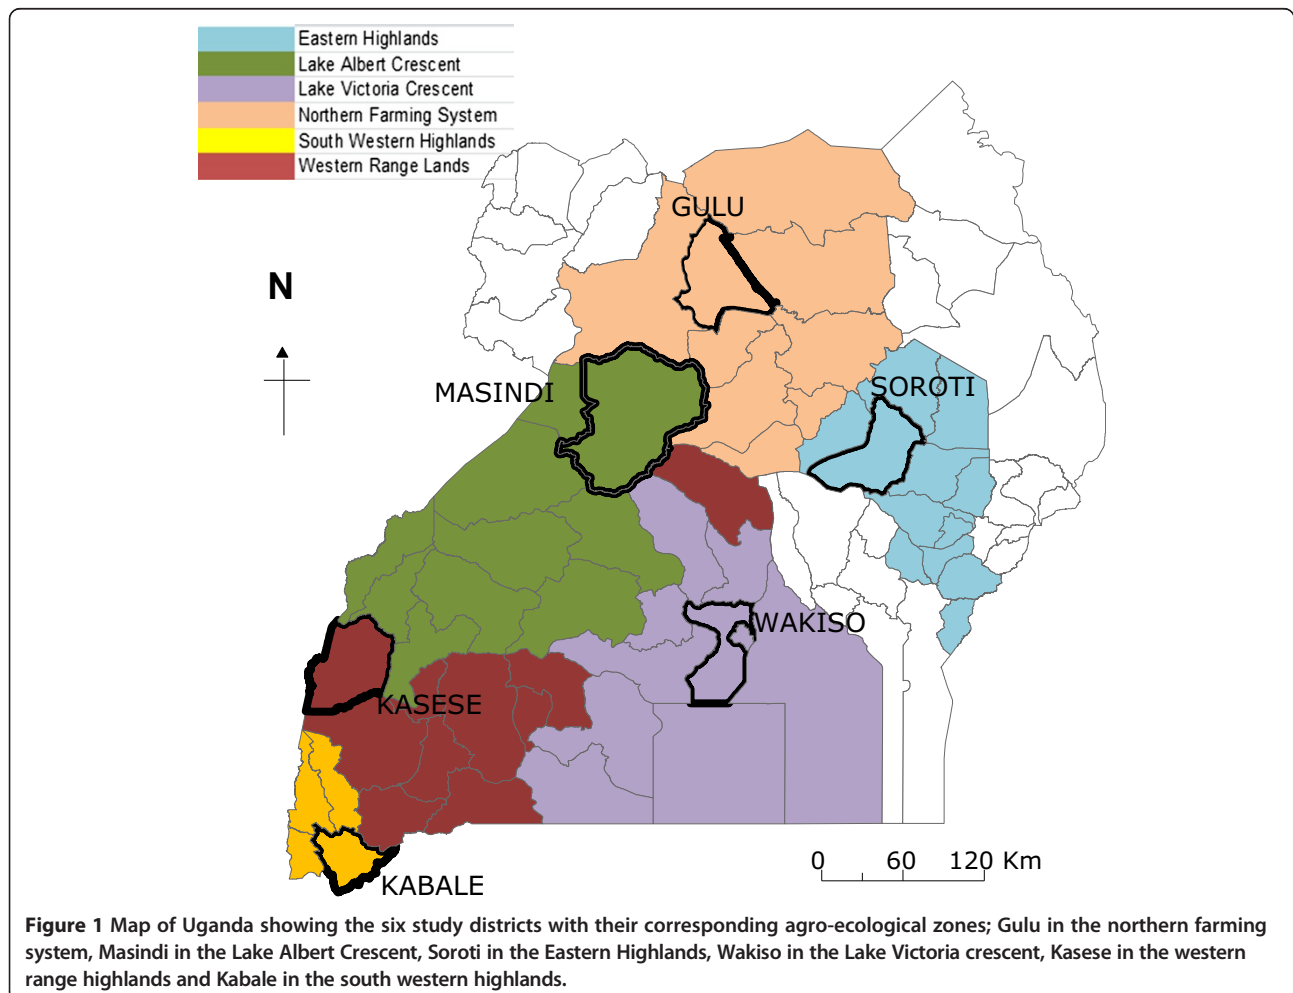 Eastern Highlands
Lake Albert Crescent
Lake Victoria Crescent
Northern Farming System
South Western Highlands
Western Range Lands
GULU
N
MASINDI
SOROTI
WAKISO
KASESE
0 60 120 Km
KABALE
Figure 1 Map of Uganda showing the six study districts with their corresponding agro-ecological zones; Gulu in the northern farming
system, Masindi in the Lake Albert Crescent, Soroti in the Eastern Highlands, Wakiso in the Lake Victoria crescent, Kasese in the western
range highlands and Kabale in the south western highlands.